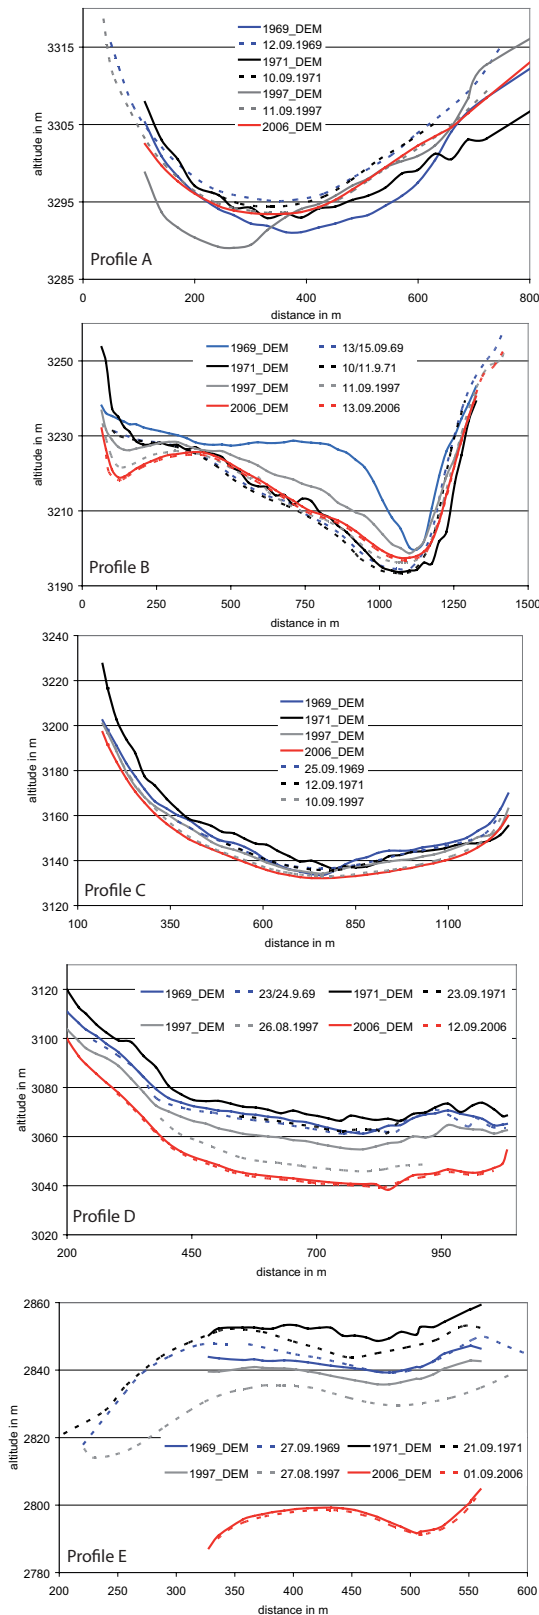 3315
3305
3295
3285
altitude in m
1969_DEM
12.09.1969
1971_DEM
10.09.1971
1997_DEM
11.09.1997
2006_DEM
Profile A
0 200 400 600 800
distance in m
3250
3230
3210
3190
altitude in m
1969_DEM 13/15.09.69
1971_DEM 10/11.9.71
1997_DEM 11.09.1997
2006_DEM 13.09.2006
Profile B
0 250 500 750 1000 1250 1500
distance in m
3240
3220
3200
3180
3160
3140
3120
altitude in m
1969_DEM
1971_DEM
1997_DEM
2006_DEM
25.09.1969
12.09.1971
10.09.1997
Profile C
100 350 600 850 1100
distance in m
3120
3100
3080
3060
3040
3020
altitude in m
1969_DEM 23/24.9.69 1971_DEM 23.09.1971
1997_DEM 26.08.1997 2006_DEM 12.09.2006
Profile D
200 450 700 950
distance in m
2860
2840
2820
2800
2780
altitude in m
1969_DEM 27.09.1969 1971_DEM 21.09.1971
1997_DEM 27.08.1997 2006_DEM 01.09.2006
Profile E
200 250 300 350 400 450 500 550 600
distance in m